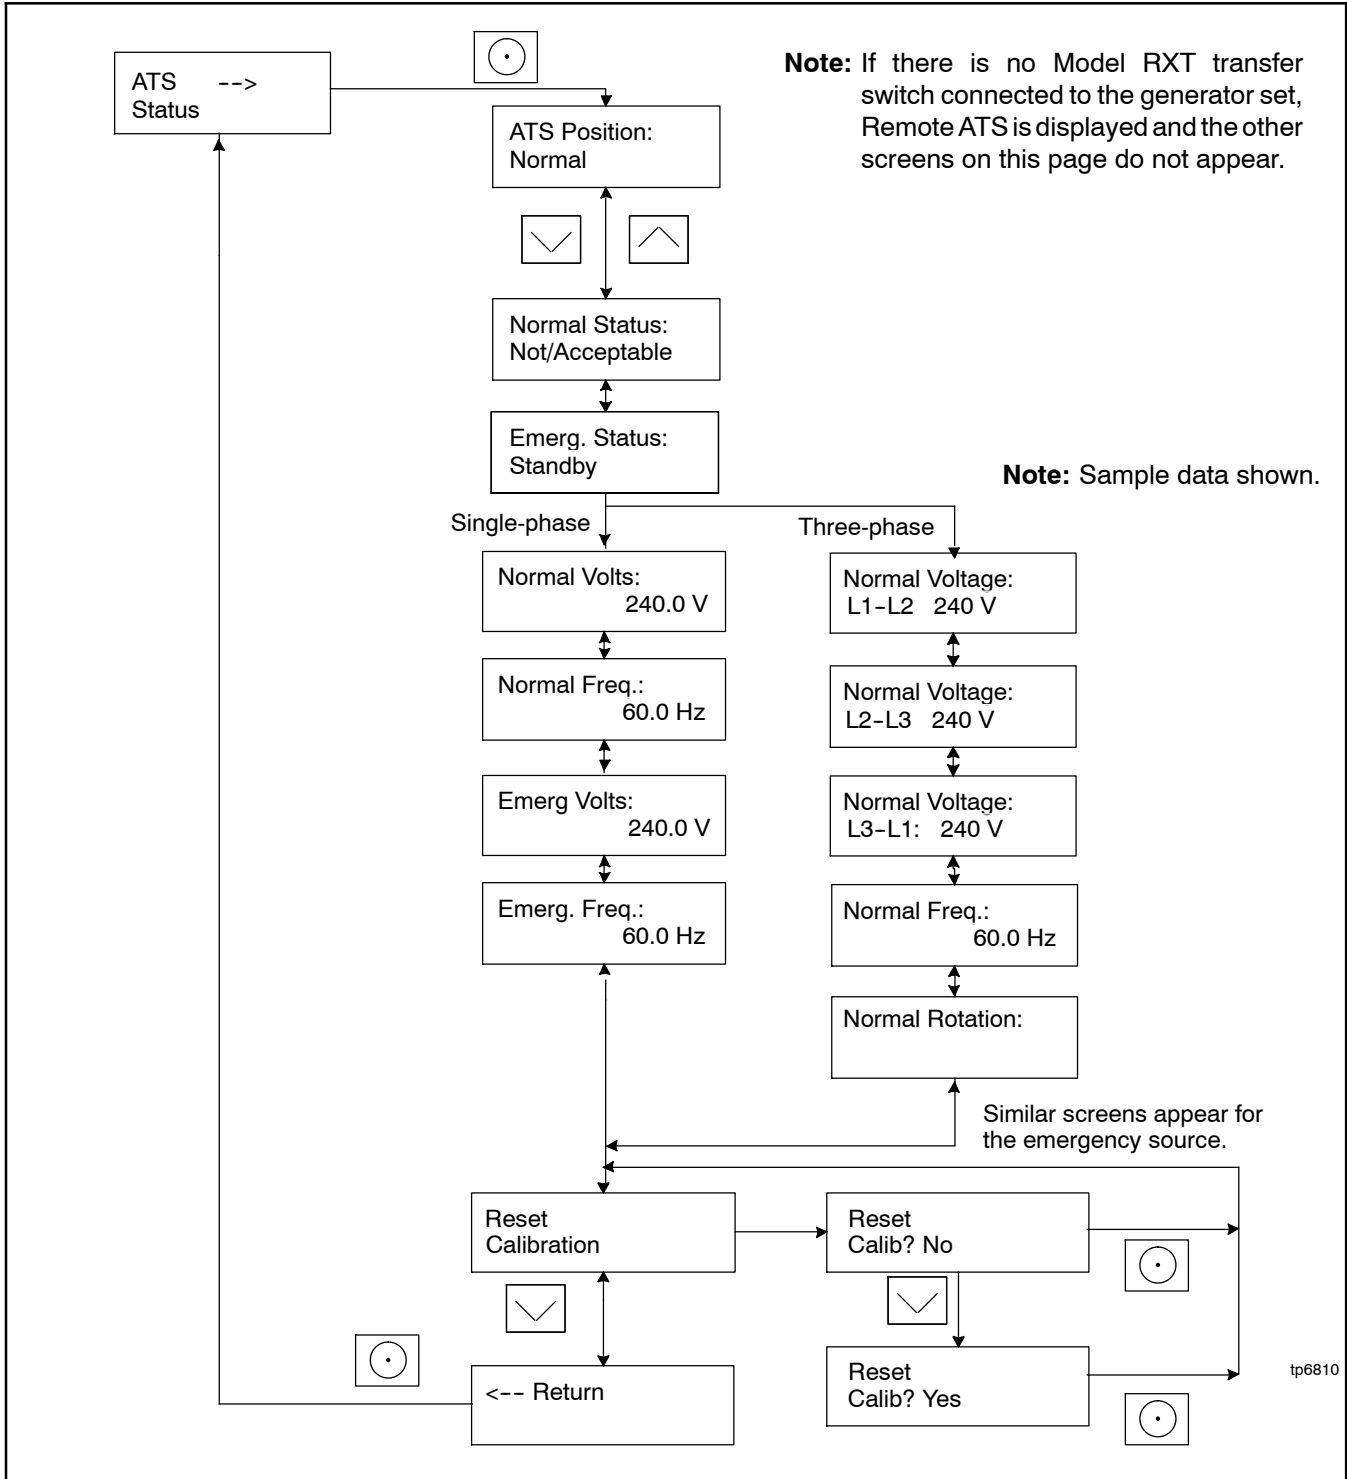 ATS -->
Status
Note: If there is no Model RXT transfer
switch connected to the generator set,
Remote ATS is displayed and the other
screens on this page do not appear.
ATS Position:
Normal
Normal Status:
Not/Acceptable
Emerg. Status:
Standby
Note: Sample data shown.
Single-phase
Three-phase
Normal Volts:
240.0 V
Normal Freq.:
60.0 Hz
Emerg Volts:
240.0 V
Emerg. Freq.:
60.0 Hz
Normal Voltage:
L1-L2 240 V
Normal Voltage:
L2-L3 240 V
Normal Voltage:
L3-L1: 240 V
Normal Freq.:
60.0 Hz
Normal Rotation:
Similar screens appear for
the emergency source.
Reset
Calibration
Reset
Calib? No
<-- Return
Reset
Calib? Yes
tp6810